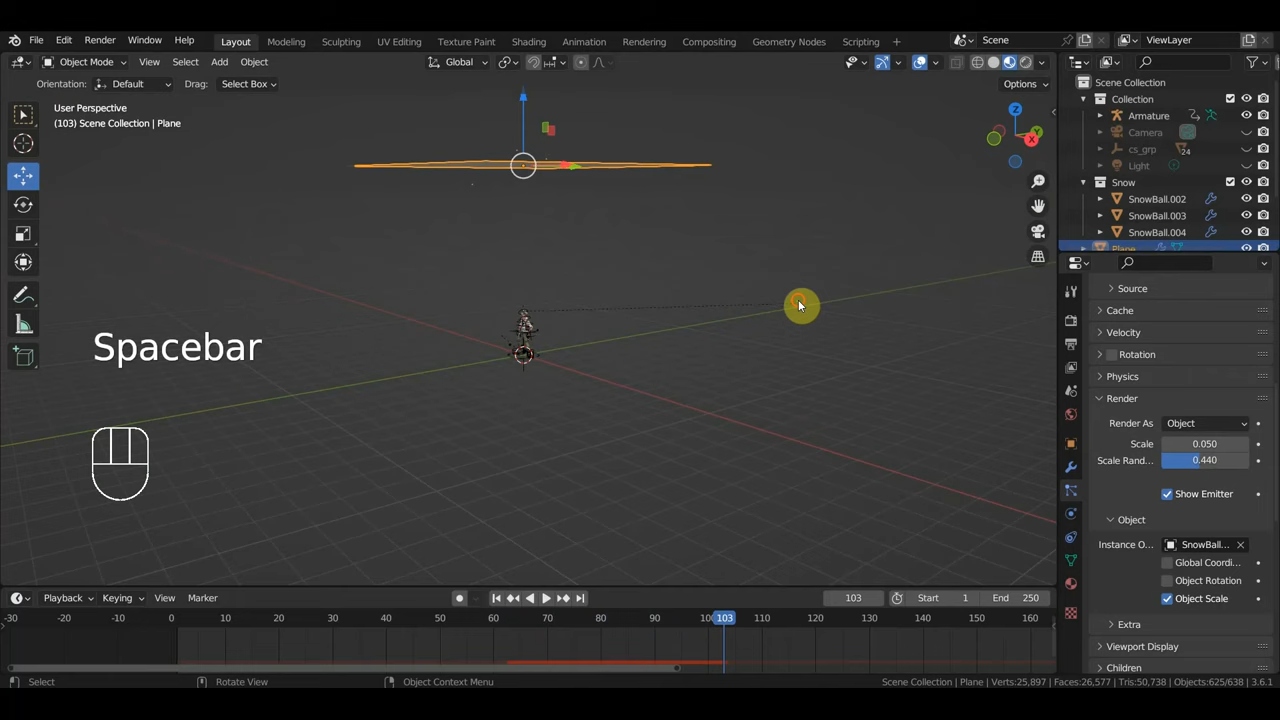 File Edit Render Window Help Layout Modeling Sculpting UV Editing Texture Paint Shading Animation Rendering Compositing Geometry Nodes Scripting + Scene ViewLayer
Object Mode View Select Add Object Global Options
Orientation: Default Drag: Select Box
User Perspective
(103) Scene Collection | Plane
Z
Y
X
Scene Collection
Collection
Armature
Camera
cs_grp 24
Light
Snow
SnowBall.002
SnowBall.003
SnowBall.004
Plane
Source
Cache
Velocity
Rotation
Physics
Render
Render As Object
Scale 0.050
Scale Rand... 0.440
Show Emitter
Object
Instance O... SnowBall...
Global Coordi...
Object Rotation
Object Scale
Extra
Viewport Display
Children
Spacebar
Playback Keying View Marker 103 Start 1 End 250
-30 -20 -10 0 10 20 30 40 50 60 70 80 90 100 103 110 120 130 140 150 160
Select Rotate View Object Context Menu Scene Collection | Plane | Verts:25,897 | Faces:26,577 | Tris:50,738 | Objects:625/638 | 3.6.1